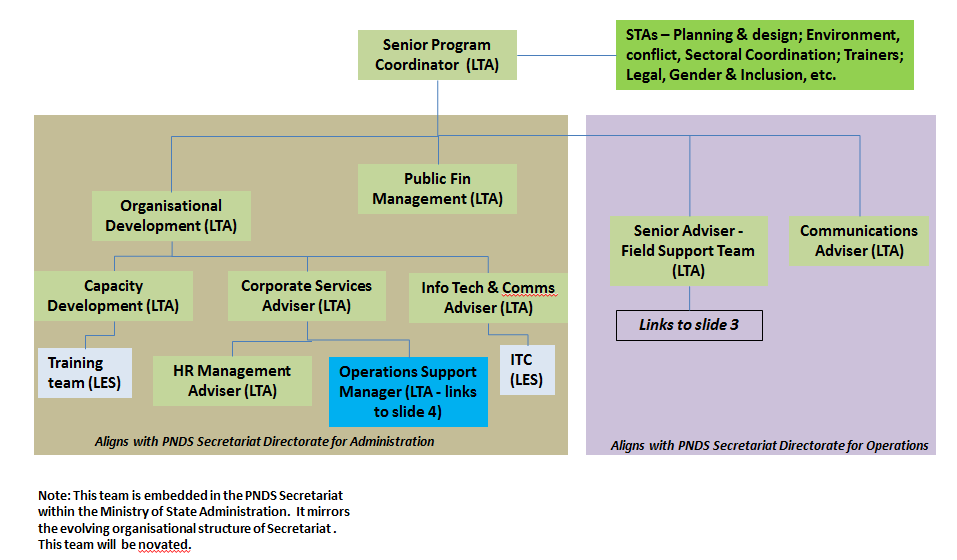 Senior Program
Coordinator  (LTA)
STAs – Planning & design; Environment,
conflict, Sectoral Coordination; Trainers;
Legal, Gender & Inclusion, etc.
Public Fin
Management (LTA)
Organisational
Development (LTA)
Senior Adviser -
Field Support Team
(LTA)
Communications
Adviser (LTA)
Capacity
Development (LTA)
Corporate Services
Adviser (LTA)
Info Tech & Comms
Adviser (LTA)
Links to slide 3
Training
team (LES)
HR Management
Adviser (LTA)
Operations Support
Manager (LTA - links
to slide 4)
ITC
(LES)
Aligns with PNDS Secretariat Directorate for Administration
Aligns with PNDS Secretariat Directorate for Operations
Note: This team is embedded in the PNDS Secretariat
within the Ministry of State Administration.  It mirrors
the evolving organisational structure of Secretariat .
This team will  be novated.